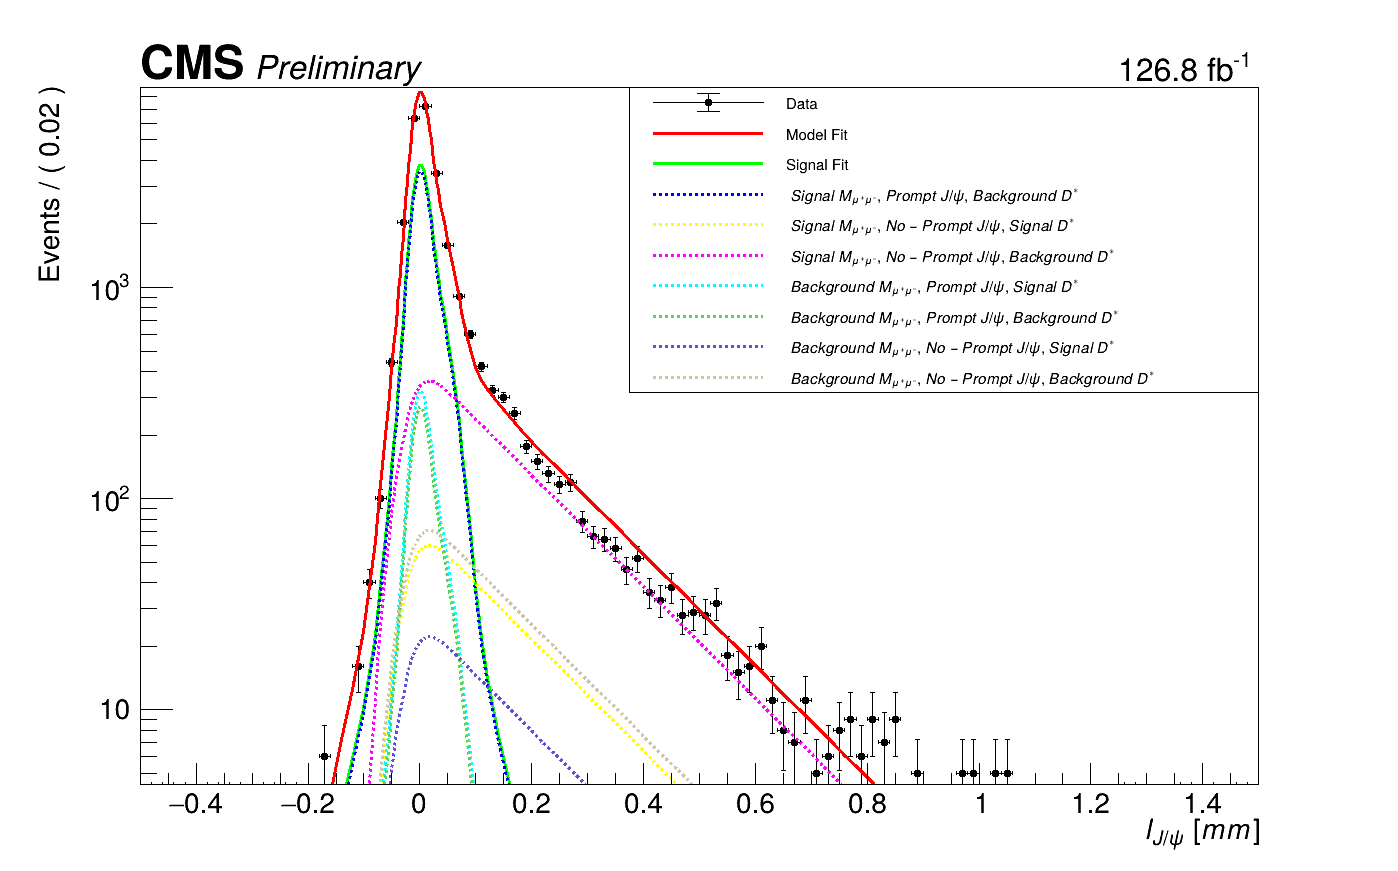 CMS Preliminary 126.8 fb⁻¹
Events / ( 0.02 )
10³
10²
10
Data
Model Fit
Signal Fit
Signal M_μ⁺μ⁻, Prompt J/ψ, Background D*
Signal M_μ⁺μ⁻, No − Prompt J/ψ, Signal D*
Signal M_μ⁺μ⁻, No − Prompt J/ψ, Background D*
Background M_μ⁺μ⁻, Prompt J/ψ, Signal D*
Background M_μ⁺μ⁻, Prompt J/ψ, Background D*
Background M_μ⁺μ⁻, No − Prompt J/ψ, Signal D*
Background M_μ⁺μ⁻, No − Prompt J/ψ, Background D*
−0.4 −0.2 0 0.2 0.4 0.6 0.8 1 1.2 1.4
l_J/ψ [mm]